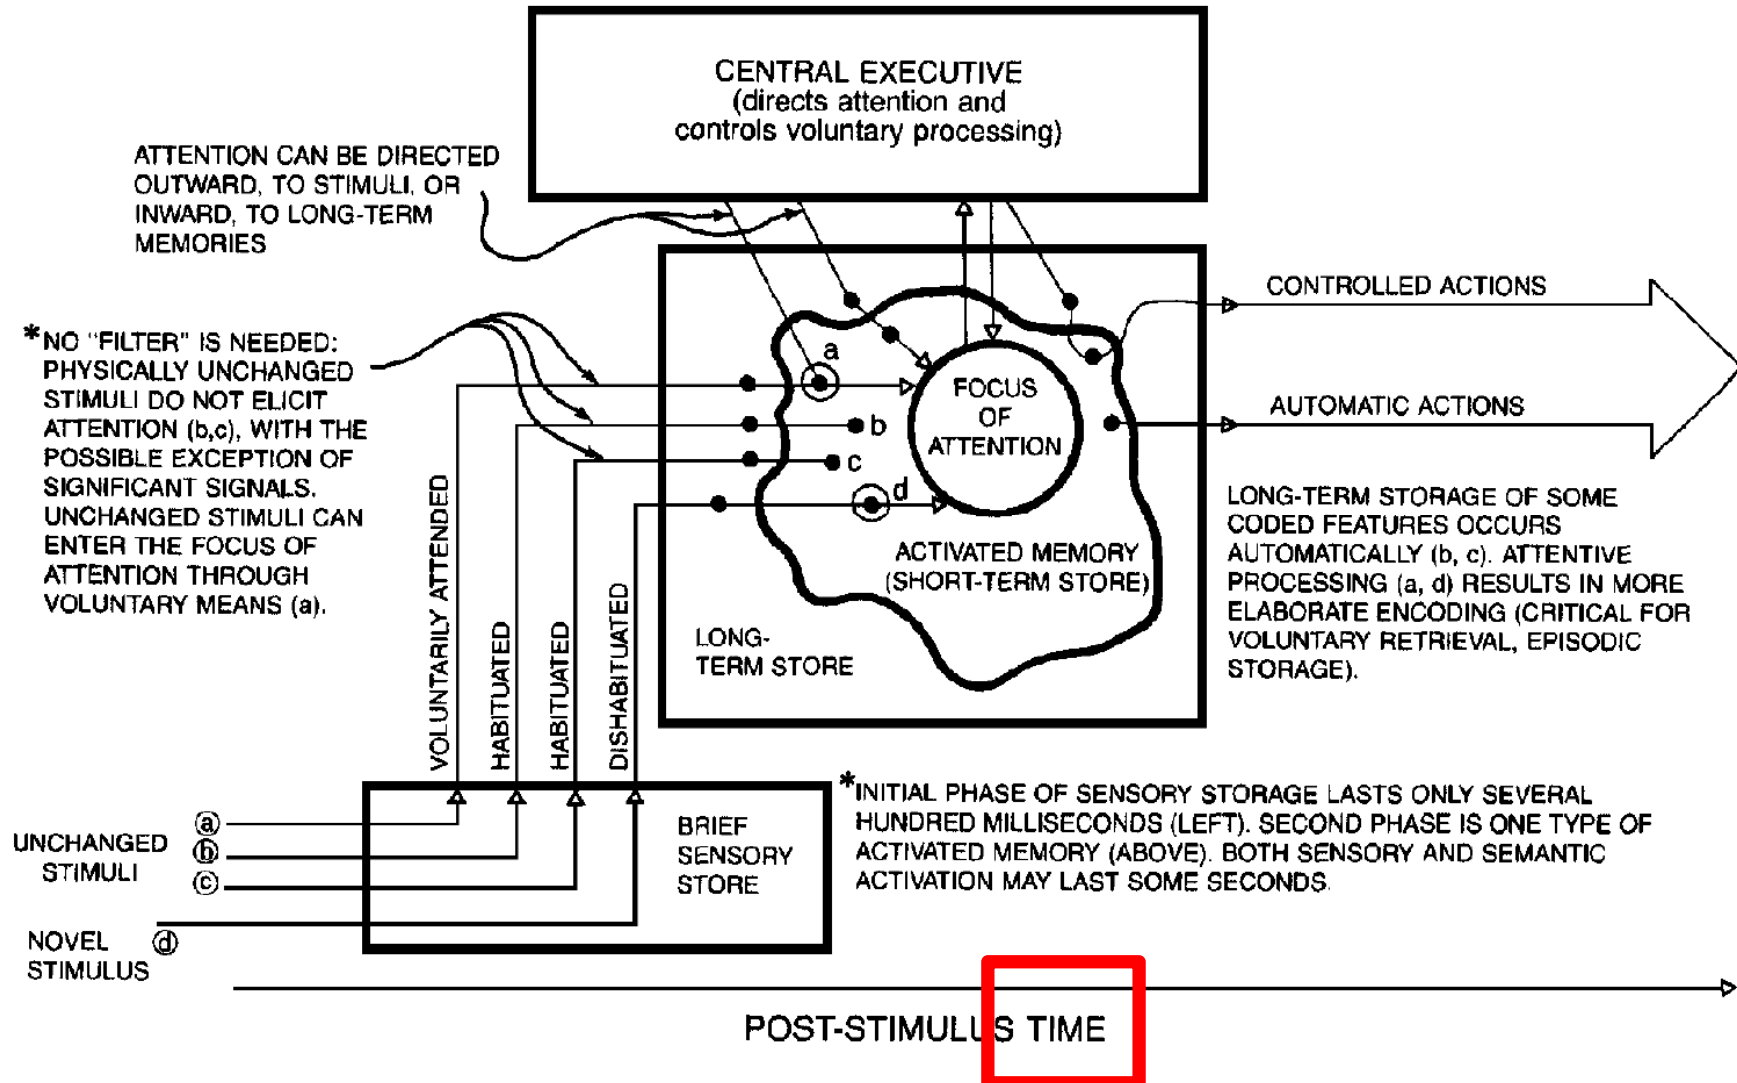 CENTRAL EXECUTIVE
(directs attention and
controls voluntary processing)
ATTENTION CAN BE DIRECTED
OUTWARD, TO STIMULI, OR
INWARD, TO LONG-TERM
MEMORIES
*NO "FILTER" IS NEEDED:
PHYSICALLY UNCHANGED
STIMULI DO NOT ELICIT
ATTENTION (b,c), WITH THE
POSSIBLE EXCEPTION OF
SIGNIFICANT SIGNALS.
UNCHANGED STIMULI CAN
ENTER THE FOCUS OF
ATTENTION THROUGH
VOLUNTARY MEANS (a).
VOLUNTARILY ATTENDED
HABITUATED
HABITUATED
DISHABITUATED
a
b
c
d
FOCUS
OF
ATTENTION
ACTIVATED MEMORY
(SHORT-TERM STORE)
LONG-
TERM STORE
CONTROLLED ACTIONS
AUTOMATIC ACTIONS
LONG-TERM STORAGE OF SOME
CODED FEATURES OCCURS
AUTOMATICALLY (b, c). ATTENTIVE
PROCESSING (a, d) RESULTS IN MORE
ELABORATE ENCODING (CRITICAL FOR
VOLUNTARY RETRIEVAL, EPISODIC
STORAGE).
UNCHANGED
STIMULI
ⓐ
ⓑ
ⓒ
NOVEL ⓓ
STIMULUS
BRIEF
SENSORY
STORE
*INITIAL PHASE OF SENSORY STORAGE LASTS ONLY SEVERAL
HUNDRED MILLISECONDS (LEFT). SECOND PHASE IS ONE TYPE OF
ACTIVATED MEMORY (ABOVE). BOTH SENSORY AND SEMANTIC
ACTIVATION MAY LAST SOME SECONDS.
POST-STIMULUS TIME